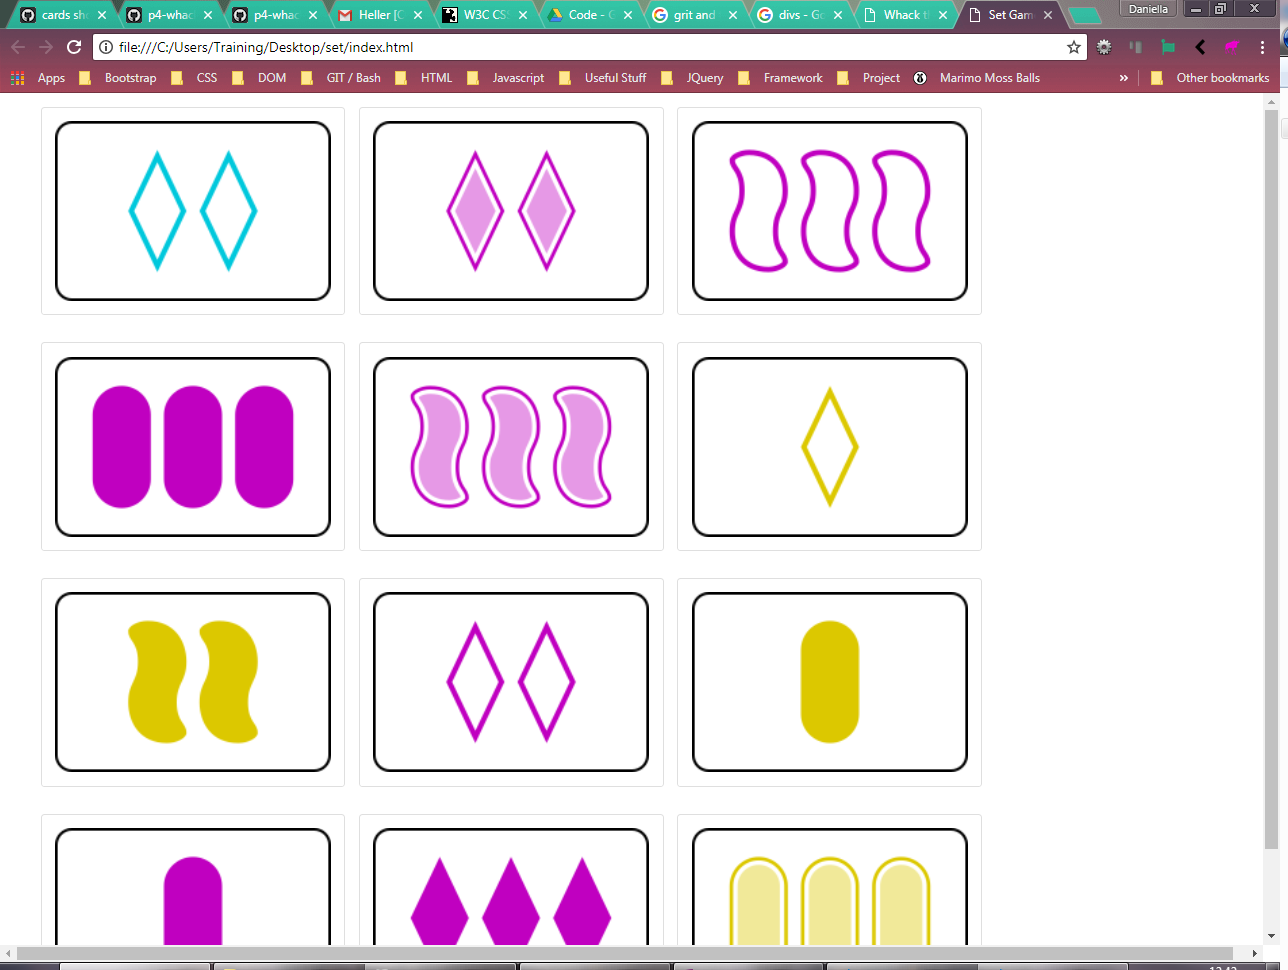 cards sh p4-whac p4-whac Heller [C W3C CS Code - G grit and divs - Go Whack th Set Gam Daniella
file:///C:/Users/Training/Desktop/set/index.html
Apps Bootstrap CSS DOM GIT / Bash HTML Javascript Useful Stuff JQuery Framework Project Marimo Moss Balls » Other bookmarks